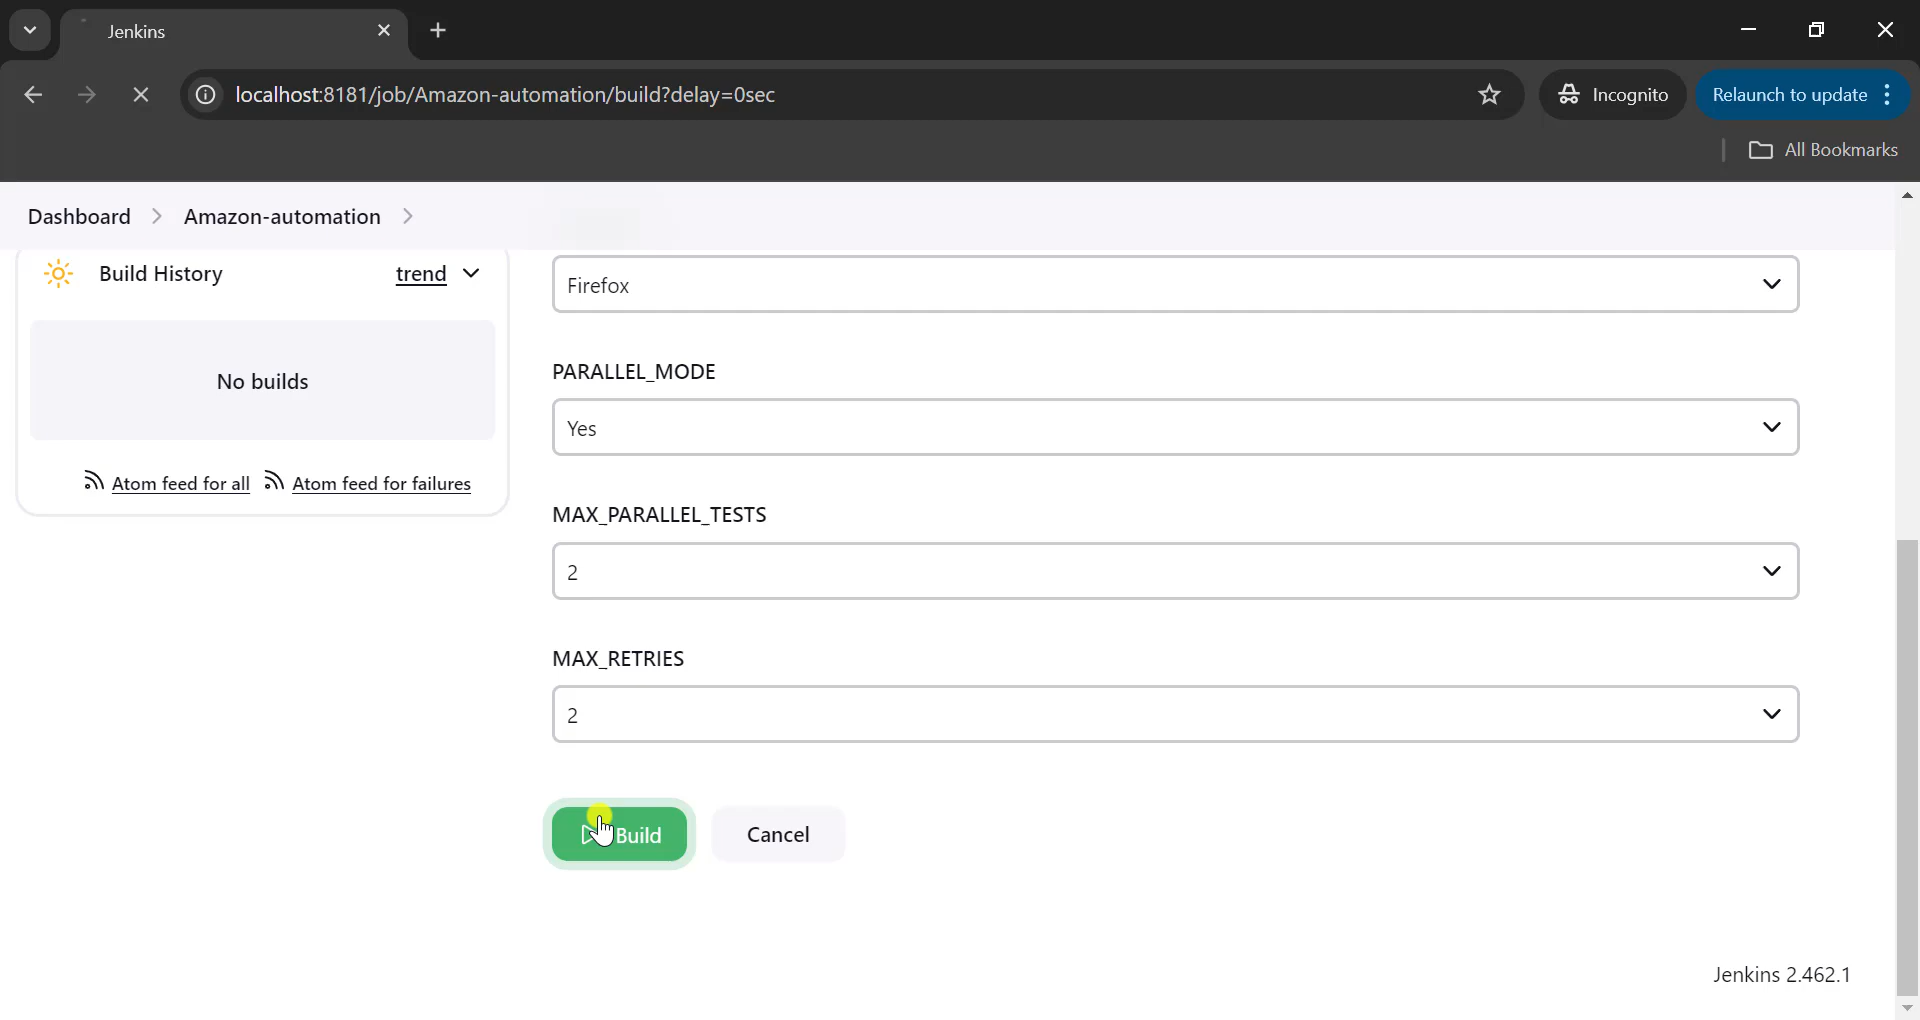 Jenkins
localhost:8181/job/Amazon-automation/build?delay=0sec
Incognito
Relaunch to update
All Bookmarks
Dashboard
Amazon-automation
Build History
trend
No builds
Atom feed for all
Atom feed for failures
Firefox
PARALLEL_MODE
Yes
MAX_PARALLEL_TESTS
2
MAX_RETRIES
2
Build
Cancel
Jenkins 2.462.1